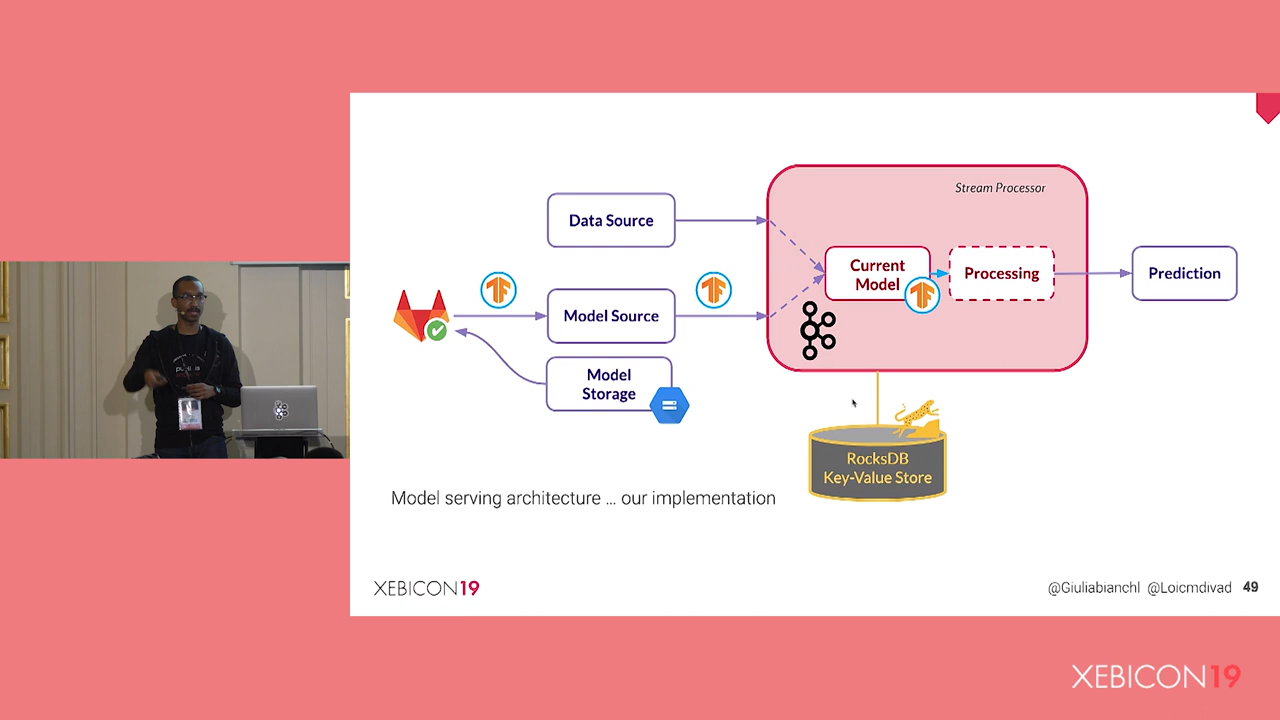 Stream Processor
Data Source
Current
Model
Processing
Prediction
Model Source
Model
Storage
RocksDB
Key-Value Store
Model serving architecture ... our implementation
XEBICON19
@Giuliabianchl @Loicmdivad 49
XEBICON19